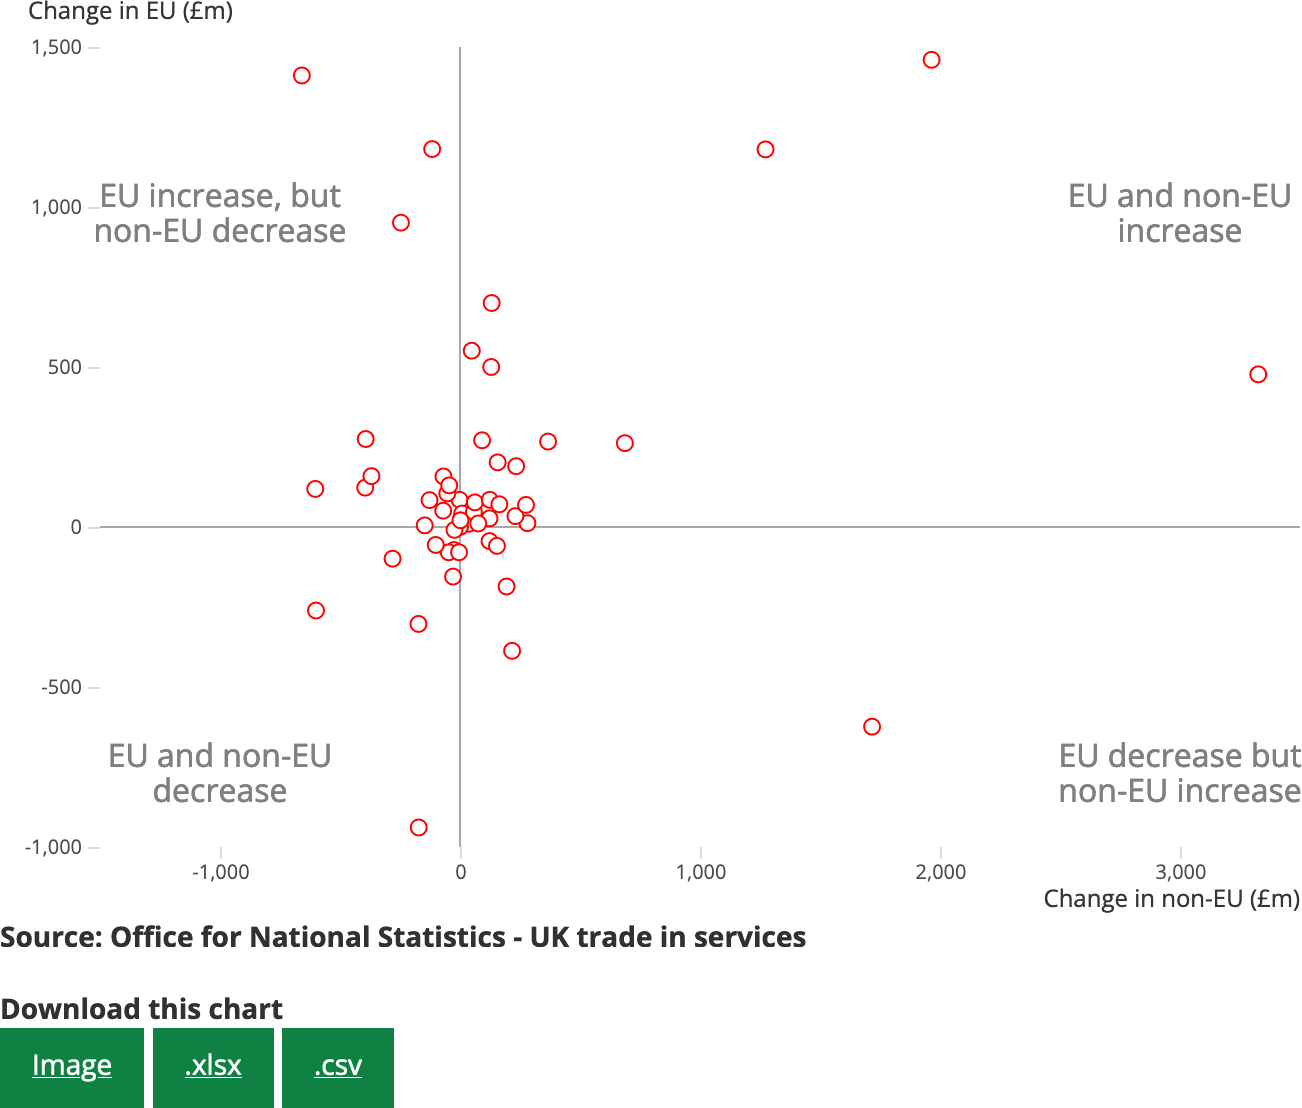 Change in EU (£m)
1,500
EU increase, but
non-EU decrease
EU and non-EU
increase
1,000
500
0
-500
EU and non-EU
decrease
EU decrease but
non-EU increase
-1,000
-1,000
0
1,000
2,000
3,000
Change in non-EU (£m)
Source: Office for National Statistics - UK trade in services
Download this chart
Image
.xlsx
.csv